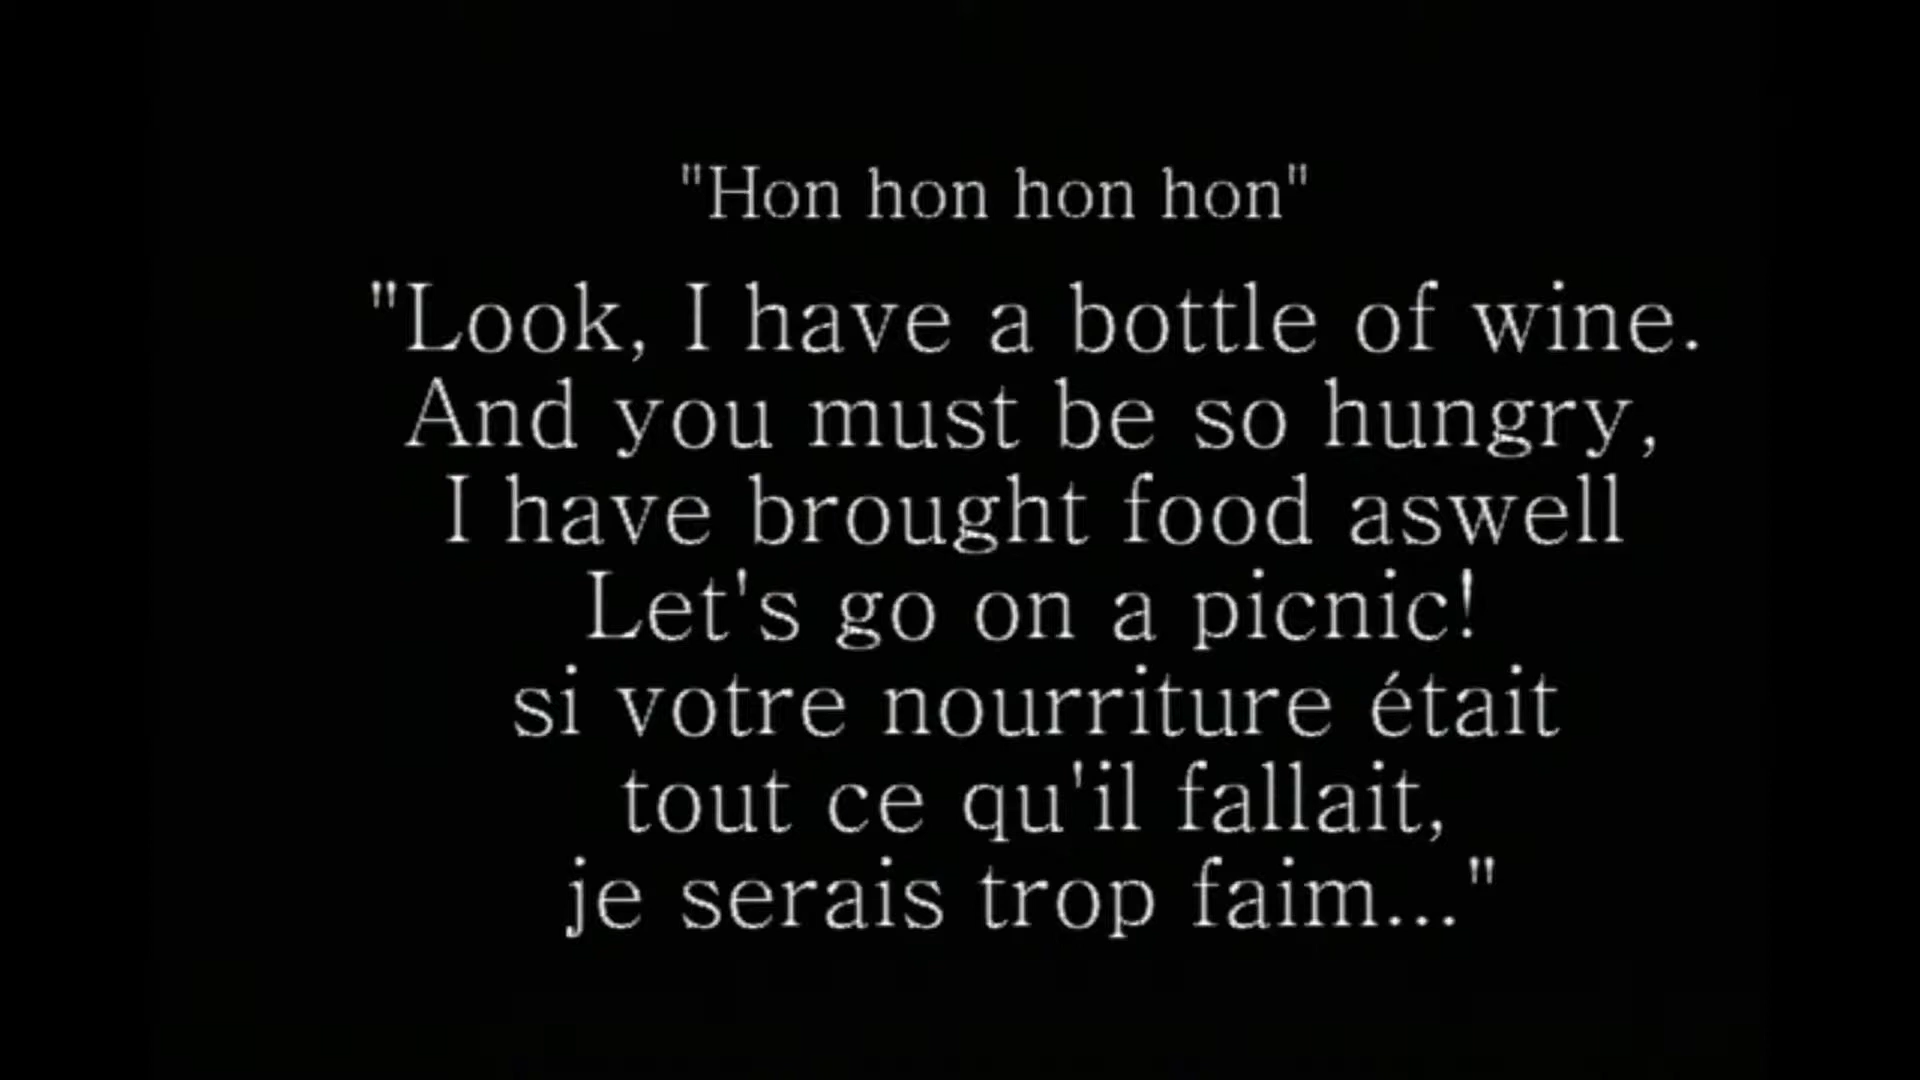 "Hon hon hon hon"
"Look, I have a bottle of wine.
And you must be so hungry,
I have brought food aswell
Let's go on a picnic!
si votre nourriture était
tout ce qu'il fallait,
je serais trop faim..."